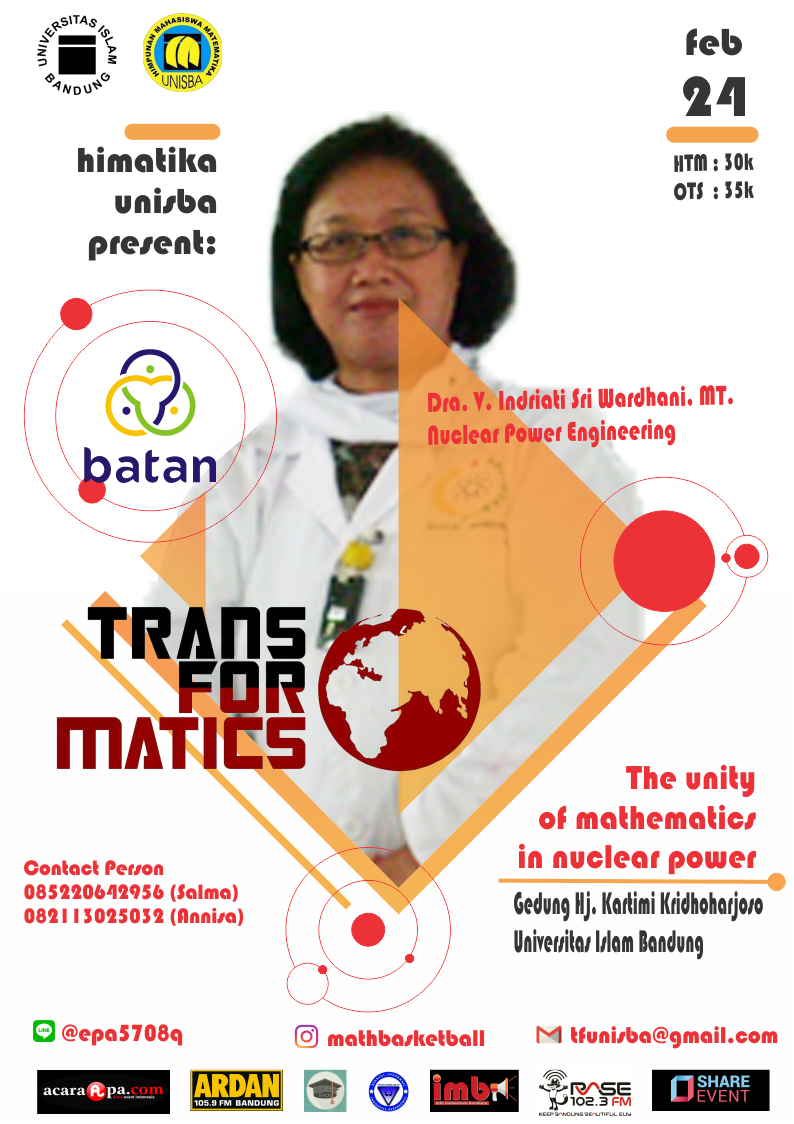 UNIVERSITAS ISLAM
BANDUNG
HIMPUNAN MAHASISWA MATEMATIKA
UNISBA
feb
24
HTM : 30k
OTS : 35k
himatika
unisba
present:
batan
Dra. V. Indriati Sri Wardhani, MT.
Nuclear Power Engineering
TRANS
FOR
MATICS
The unity
of mathematics
in nuclear power
Gedung Hj. Kartimi Kridhoharjoso
Universitas Islam Bandung
Contact Person
085220642956 (Salma)
082113025032 (Annisa)
LINE
@epa5708q
mathbasketball
tfunisba@gmail.com
acara apa.com
ARDAN
105.9 FM BANDUNG
imb
RASE
102.3 FM
KEEP BANDUNG BEAUTIFUL EUY
SHARE
EVENT